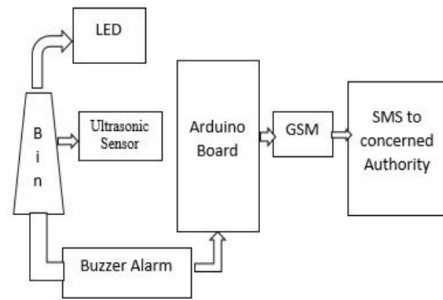 LED
B
i
n
Ultrasonic
Sensor
Arduino
Board
GSM
SMS to
concerned
Authority
Buzzer Alarm